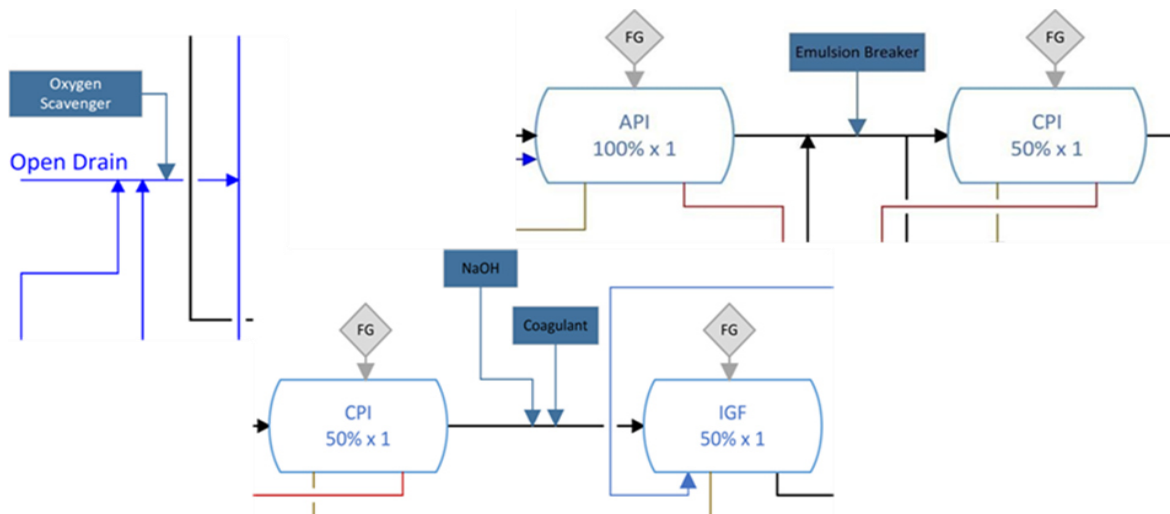 Oxygen
Scavenger
Open Drain
FG
API
100% x 1
Emulsion Breaker
FG
CPI
50% x 1
NaOH
Coagulant
FG
CPI
50% x 1
FG
IGF
50% x 1